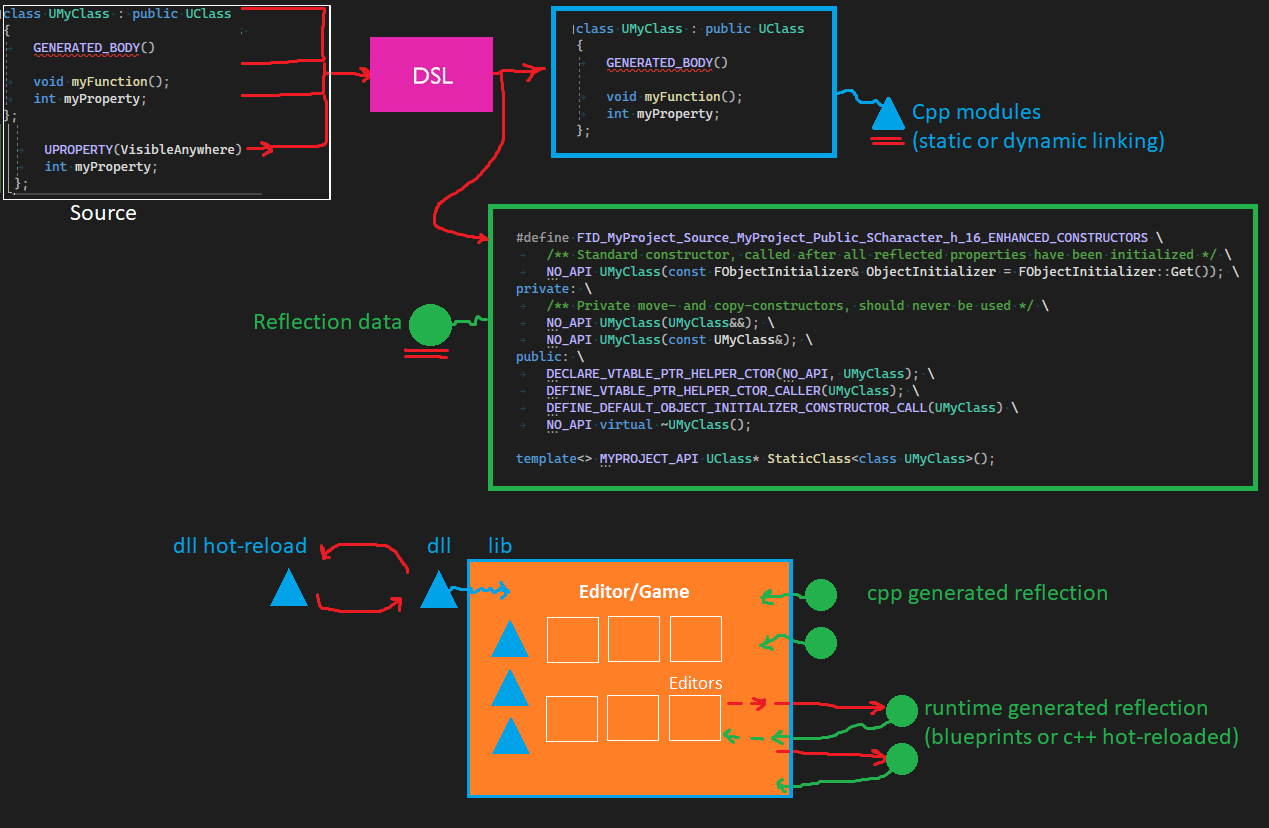 class UMyClass : public UClass
{
GENERATED_BODY()
void myFunction();
int myProperty;
};
UPROPERTY(VisibleAnywhere)
int myProperty;
};
Source
DSL
class UMyClass : public UClass
{
GENERATED_BODY()
void myFunction();
int myProperty;
};
Cpp modules
(static or dynamic linking)
Reflection data
#define FID_MyProject_Source_MyProject_Public_SCharacter_h_16_ENHANCED_CONSTRUCTORS \
/** Standard constructor, called after all reflected properties have been initialized */ \
NO_API UMyClass(const FObjectInitializer& ObjectInitializer = FObjectInitializer::Get()); \
private: \
/** Private move- and copy-constructors, should never be used */ \
NO_API UMyClass(UMyClass&&); \
NO_API UMyClass(const UMyClass&); \
public: \
DECLARE_VTABLE_PTR_HELPER_CTOR(NO_API, UMyClass); \
DEFINE_VTABLE_PTR_HELPER_CTOR_CALLER(UMyClass); \
DEFINE_DEFAULT_OBJECT_INITIALIZER_CONSTRUCTOR_CALL(UMyClass) \
NO_API virtual ~UMyClass();
template<> MYPROJECT_API UClass* StaticClass<class UMyClass>();
dll hot-reload
dll
lib
Editor/Game
Editors
cpp generated reflection
runtime generated reflection
(blueprints or c++ hot-reloaded)